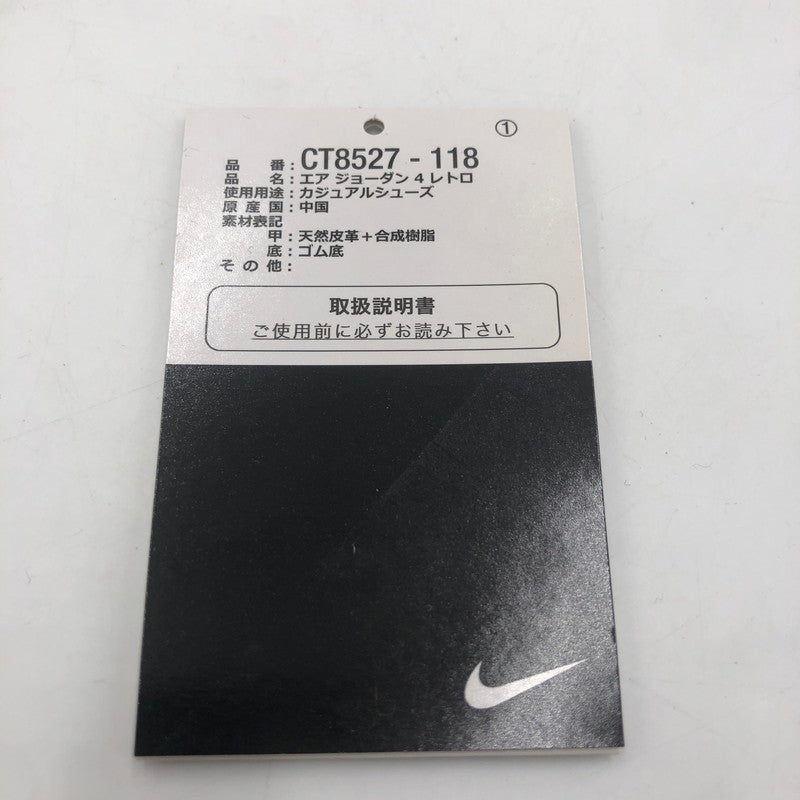 ①
品 番：CT8527 - 118
品 名：エア ジョーダン 4 レトロ
使用用途：カジュアルシューズ
原 産 国：中国
素材表記
甲：天然皮革＋合成樹脂
底：ゴム底
そ の 他：
取扱説明書
ご使用前に必ずお読み下さい